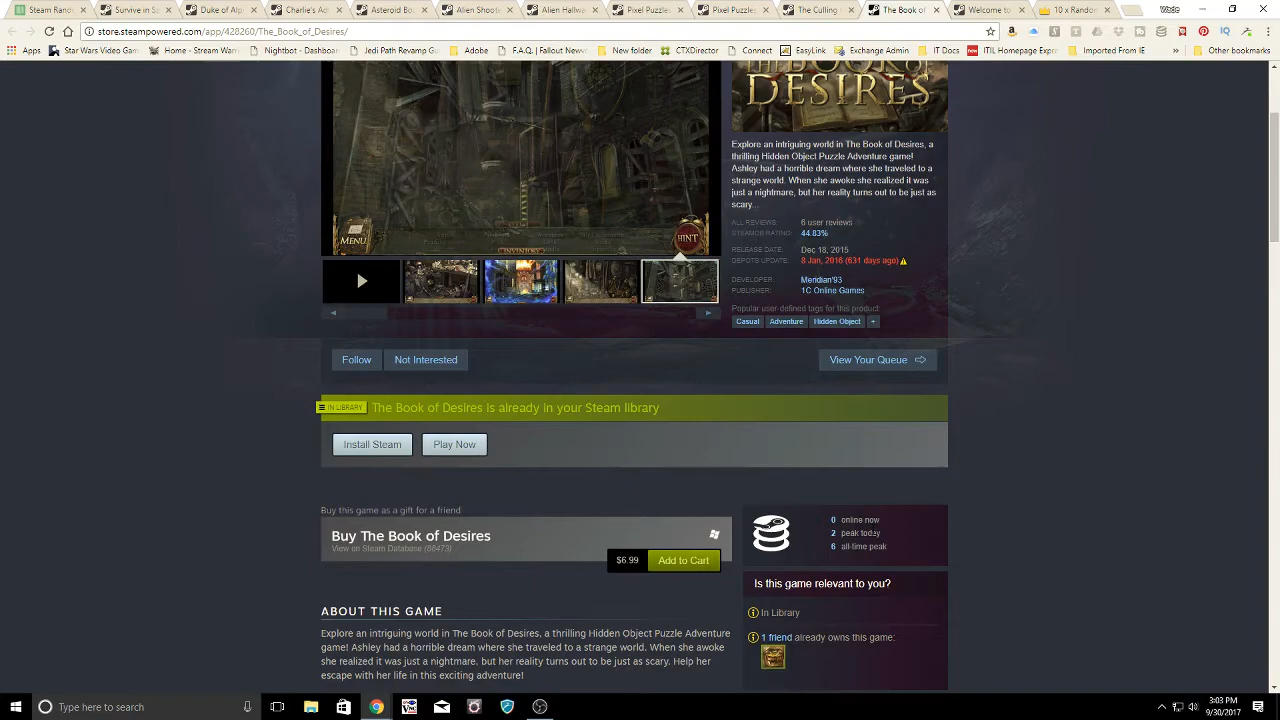 Steam Rando
Survive in Sa
Duke of Alp
Charlie's Ad
Asteroid Bo
Alien Shoote
Alien Hallwe
Pixel Puzzles
Pixel Puzzles
The Culling
The Book of
Welcome to
10 x Random
Wade
store.steampowered.com/app/428260/The_Book_of_Desires/
Apps
Star Wars Video Gam
Home - Steam Swarm
Internet Dashboard -
Jedi Path Rewards G
Adobe
F.A.Q | Fallout New
New folder
CTXDirector
Connect
EasyLink
Exchange Admin
IT Docs
ITIL Homepage Expr
Imported From IE
Other bookmarks
THE BOOK OF
DESIRES
Explore an intriguing world in The Book of Desires, a
thrilling Hidden Object Puzzle Adventure game!
Ashley had a horrible dream where she traveled to a
strange world. When she awoke she realized it was
just a nightmare, but her reality turns out to be just as
scary...
ALL REVIEWS: 6 user reviews
STEAMDB RATING: 44.83%
RELEASE DATE: Dec 18, 2015
DEPOTS UPDATE: 8 Jan, 2016 (631 days ago)
DEVELOPER: Meridian'93
PUBLISHER: 1C Online Games
Popular user-defined tags for this product:
Casual Adventure Hidden Object +
MENU
INVENTORY
HINT
Follow
Not Interested
View Your Queue
IN LIBRARY
The Book of Desires is already in your Steam library
Install Steam
Play Now
Buy this game as a gift for a friend
Buy The Book of Desires
View on Steam Database (86473)
$6.99
Add to Cart
0 online now
2 peak today
6 all-time peak
Is this game relevant to you?
In Library
1 friend already owns this game:
ABOUT THIS GAME
Explore an intriguing world in The Book of Desires, a thrilling Hidden Object Puzzle Adventure
game! Ashley had a horrible dream where she traveled to a strange world. When she awoke
she realized it was just a nightmare, but her reality turns out to be just as scary. Help her
escape with her life in this exciting adventure!
Type here to search
3:03 PM
9/30/2017